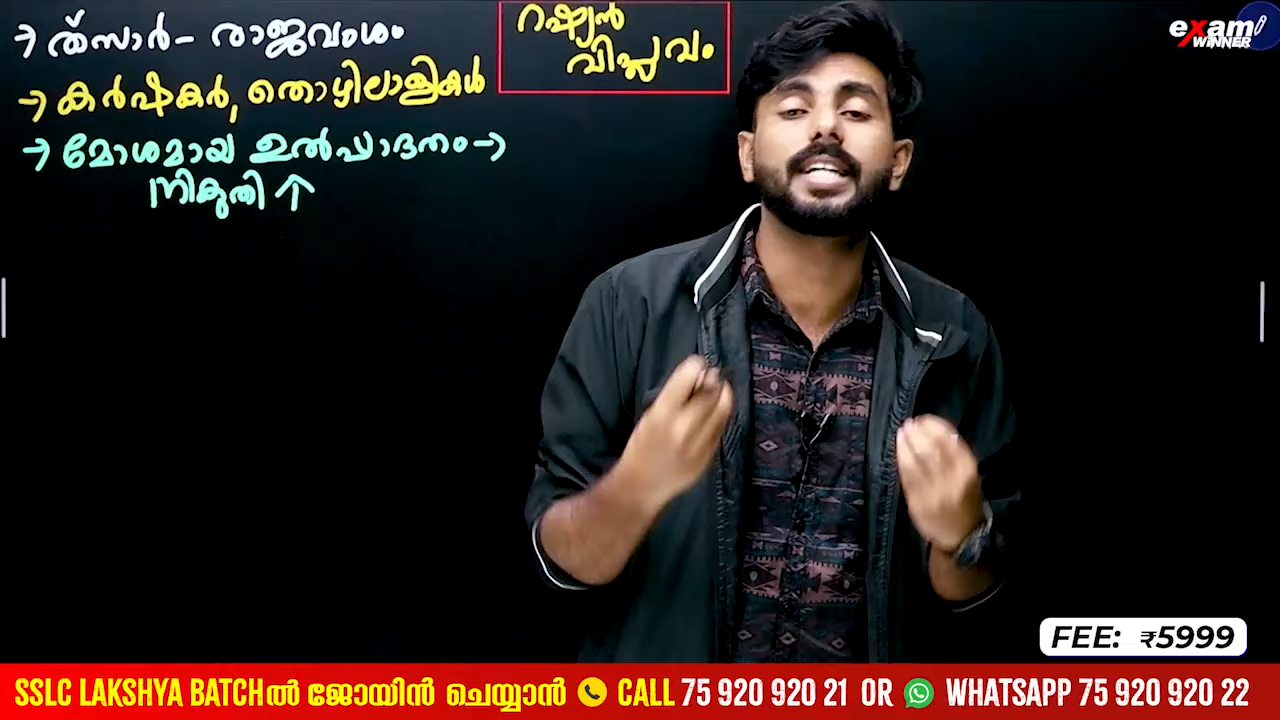 → ത്സാർ - രാജവംശം
റഷ്യൻ
വിപ്ലവം
→ കർഷകർ, തൊഴിലാളികൾ
→ മോശമായ ഉൽപ്പാദനം →
നികുതി ↑
exam
WINNER
FEE: ₹5999
SSLC LAKSHYA BATCHൽ ജോയിൻ ചെയ്യാൻ CALL 75 920 920 21 OR WHATSAPP 75 920 920 22